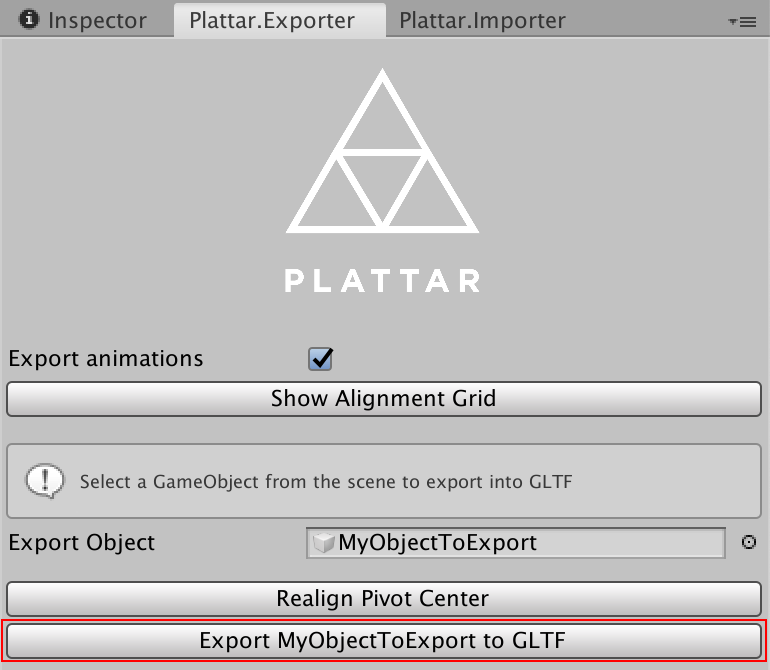 Inspector Plattar.Exporter Plattar.Importer
PLATTAR
Export animations
Show Alignment Grid
Select a GameObject from the scene to export into GLTF
Export Object MyObjectToExport
Realign Pivot Center
Export MyObjectToExport to GLTF